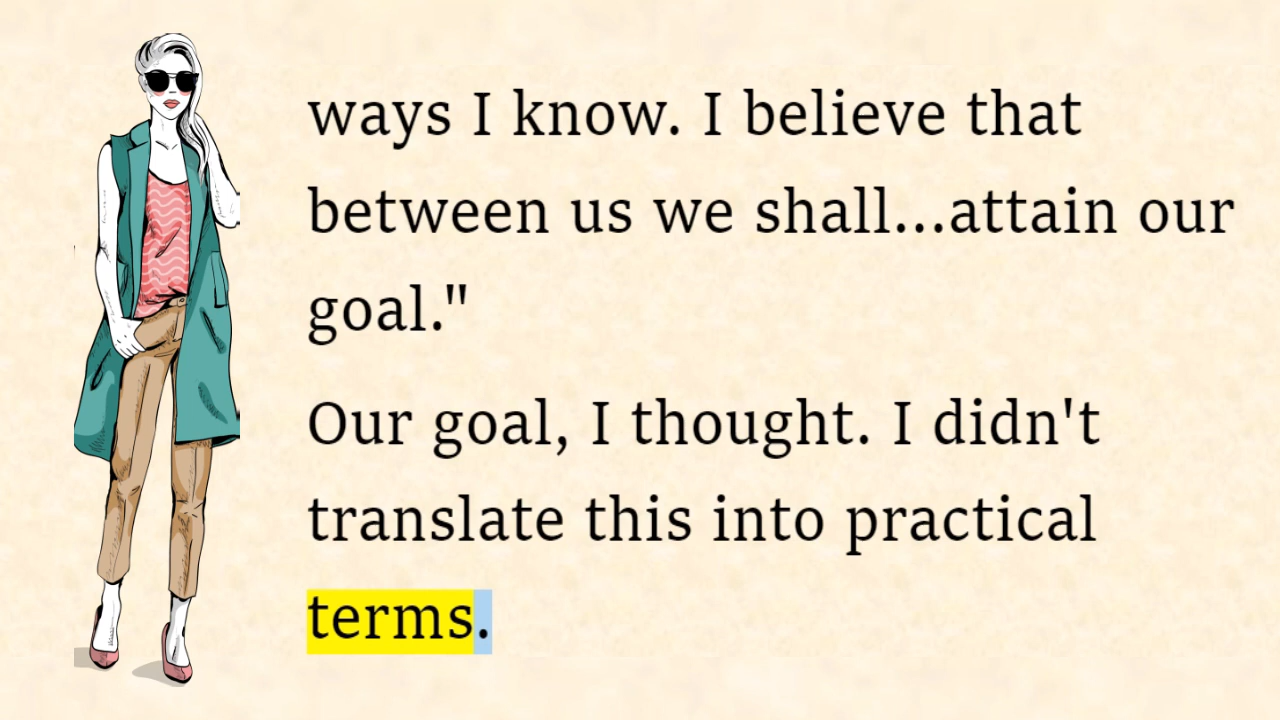 ways I know. I believe that
between us we shall...attain our
goal."
Our goal, I thought. I didn't
translate this into practical
terms.